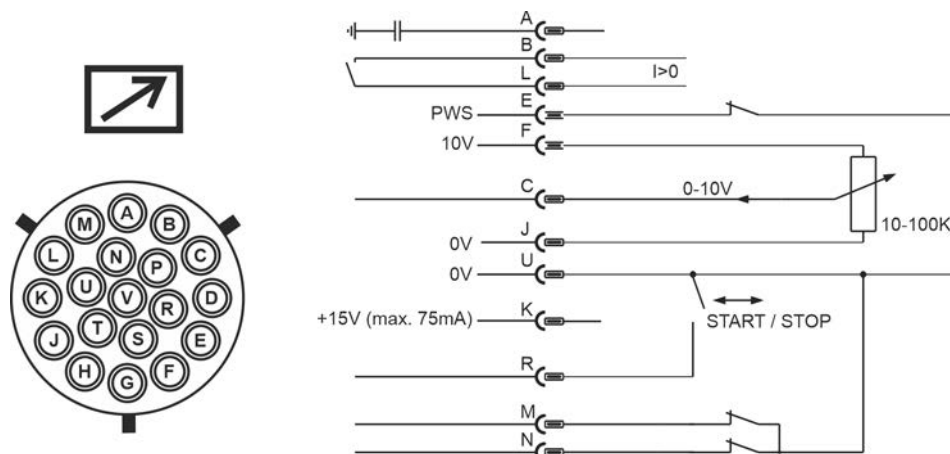 A
B
C
D
E
F
G
H
J
K
L
M
N
P
R
S
T
U
V
A
B
I>0
L
E
PWS
F
10V
C
0-10V
10-100K
J
0V
U
0V
K
+15V (max. 75mA)
START / STOP
R
M
N